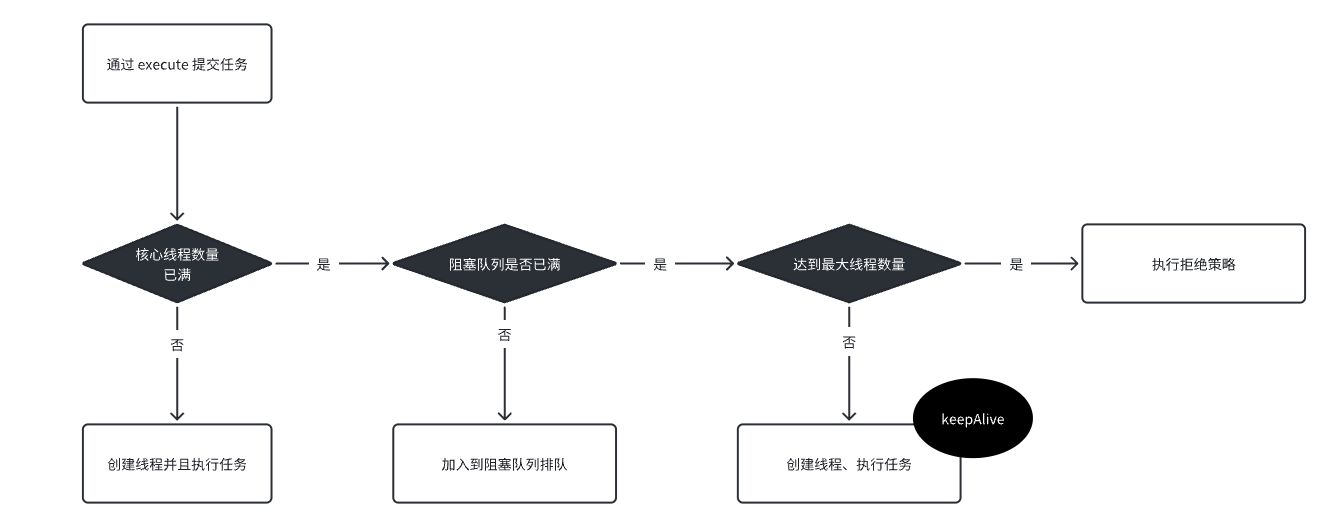 通过 execute 提交任务
核心线程数量
已满
是
阻塞队列是否已满
是
达到最大线程数量
是
执行拒绝策略
否
否
否
keepAlive
创建线程并且执行任务
加入到阻塞队列排队
创建线程、执行任务